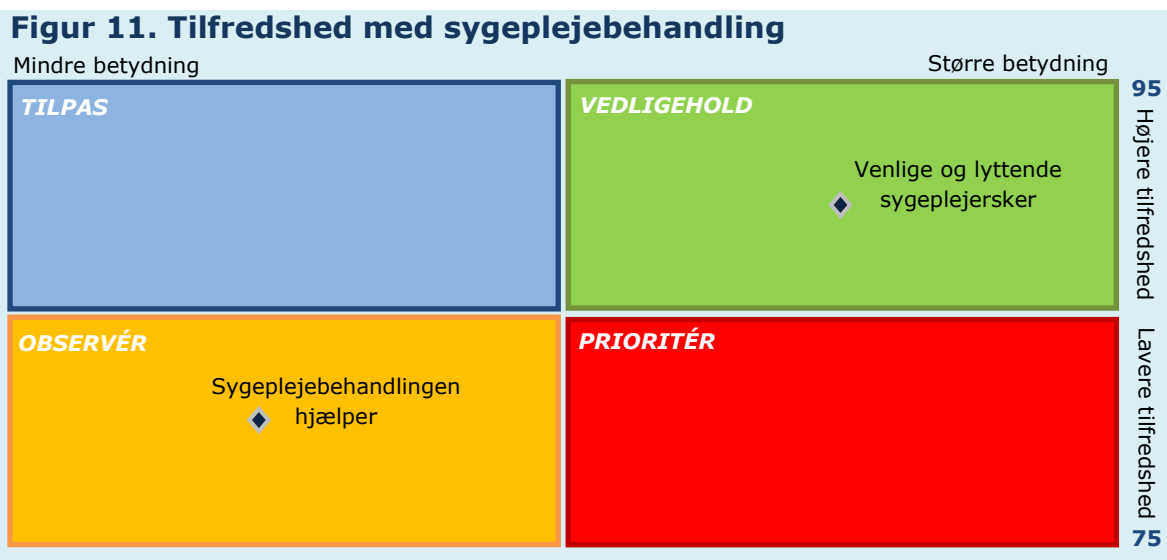 Figur 11. Tilfredshed med sygeplejebehandling
Mindre betydning
Større betydning
95
TILPAS
VEDLIGEHOLD
Højere tilfredshed
Venlige og lyttende
sygeplejersker
OBSERVÉR
PRIORITÉR
Lavere tilfredshed
Sygeplejebehandlingen
hjælper
75